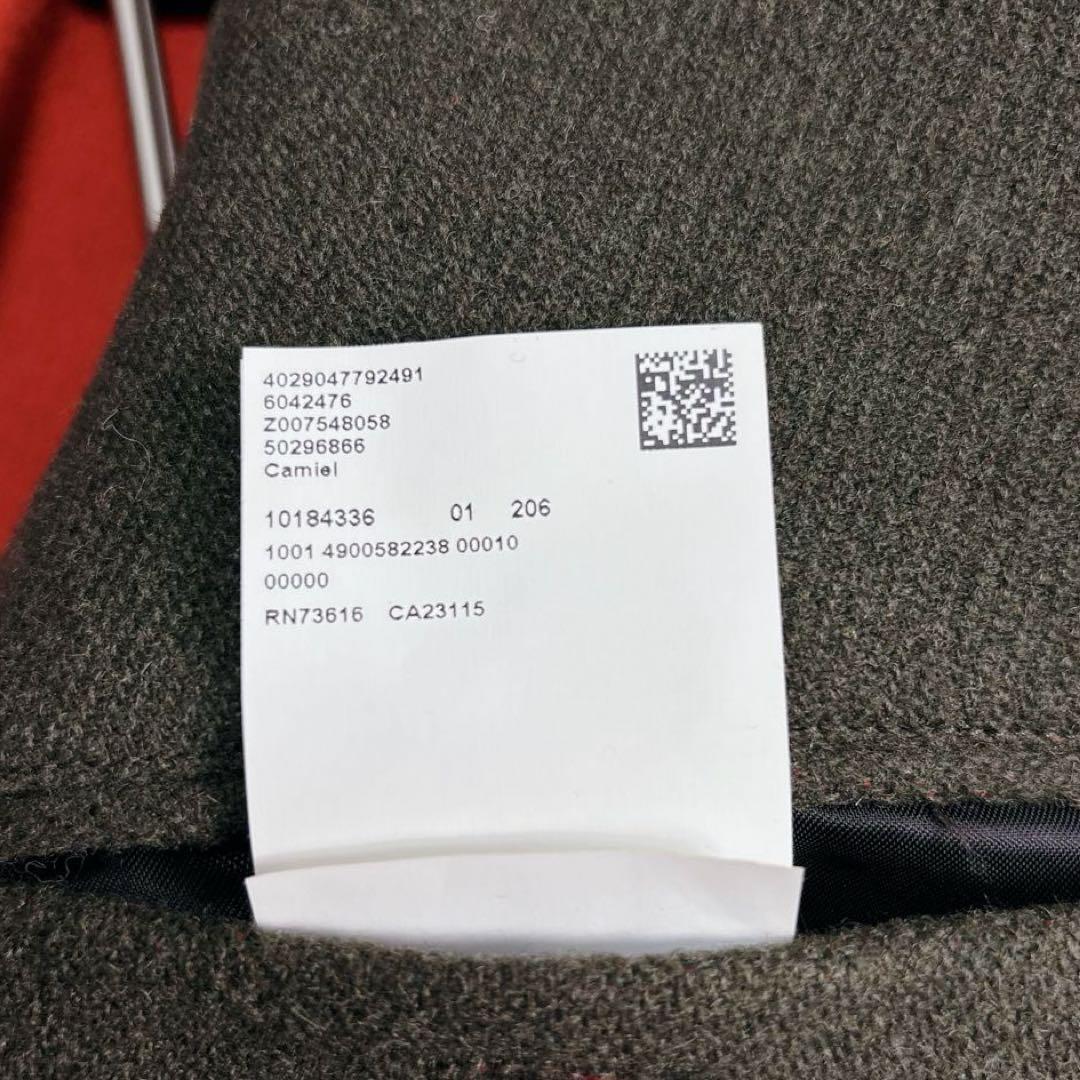 4029047792491
6042476
Z007548058
50296866
Camiel
10184336 01 206
1001 4900582238 00010
00000
RN73616 CA23115